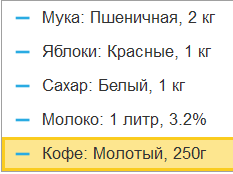 Мука: Пшеничная, 2 кг
Яблоки: Красные, 1 кг
Сахар: Белый, 1 кг
Молоко: 1 литр, 3.2%
Кофе: Молотый, 250г